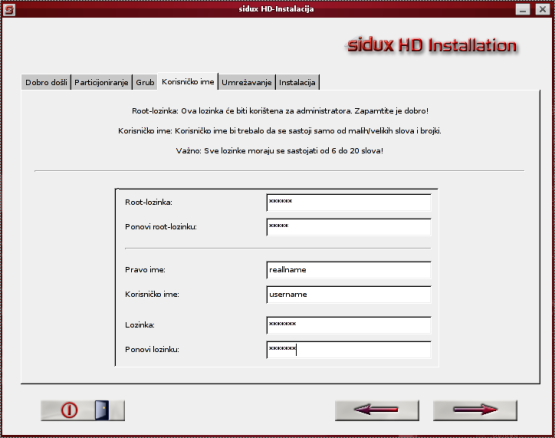 sidux HD-Instalacija
sidux HD Installation
Dobro došli Particijoniranje Grub Korisničko ime Umrežavanje Instalacija
Root-lozinka: Ova lozinka će biti korištena za administratora. Zapamtite je dobro!
Korisničko ime: Korisničko ime bi trebalo da se sastoji samo od malih/velikih slova i brojki.
Važno: Sve lozinke moraju se sastojati od 6 do 20 slova!
Root-lozinka: ******
Ponovi root-lozinku: *****
Pravo ime: reallname
Korisničko ime: username
Lozinka: *******
Ponovi lozinku: *******